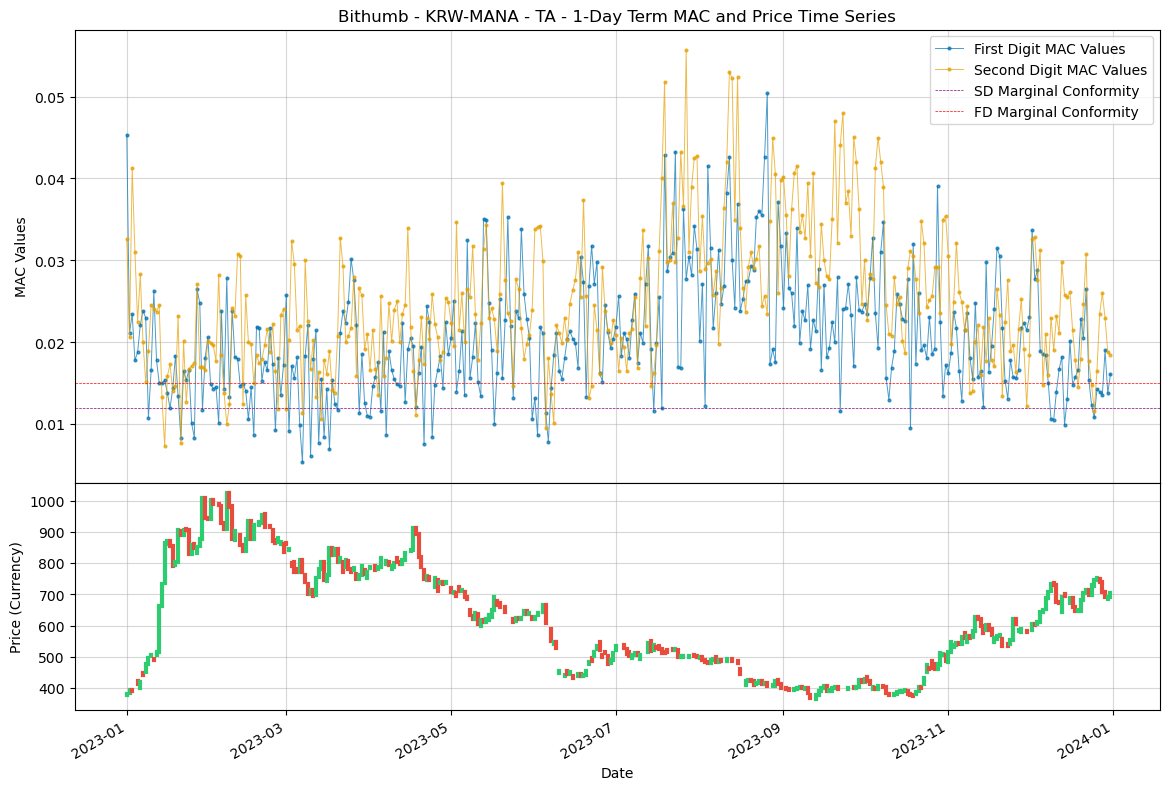 Bithumb - KRW-MANA - TA - 1-Day Term MAC and Price Time Series
First Digit MAC Values
Second Digit MAC Values
SD Marginal Conformity
FD Marginal Conformity
MAC Values
0.05
0.04
0.03
0.02
0.01
Price (Currency)
1000
900
800
700
600
500
400
2023-01
2023-03
2023-05
2023-07
2023-09
2023-11
2024-01
Date